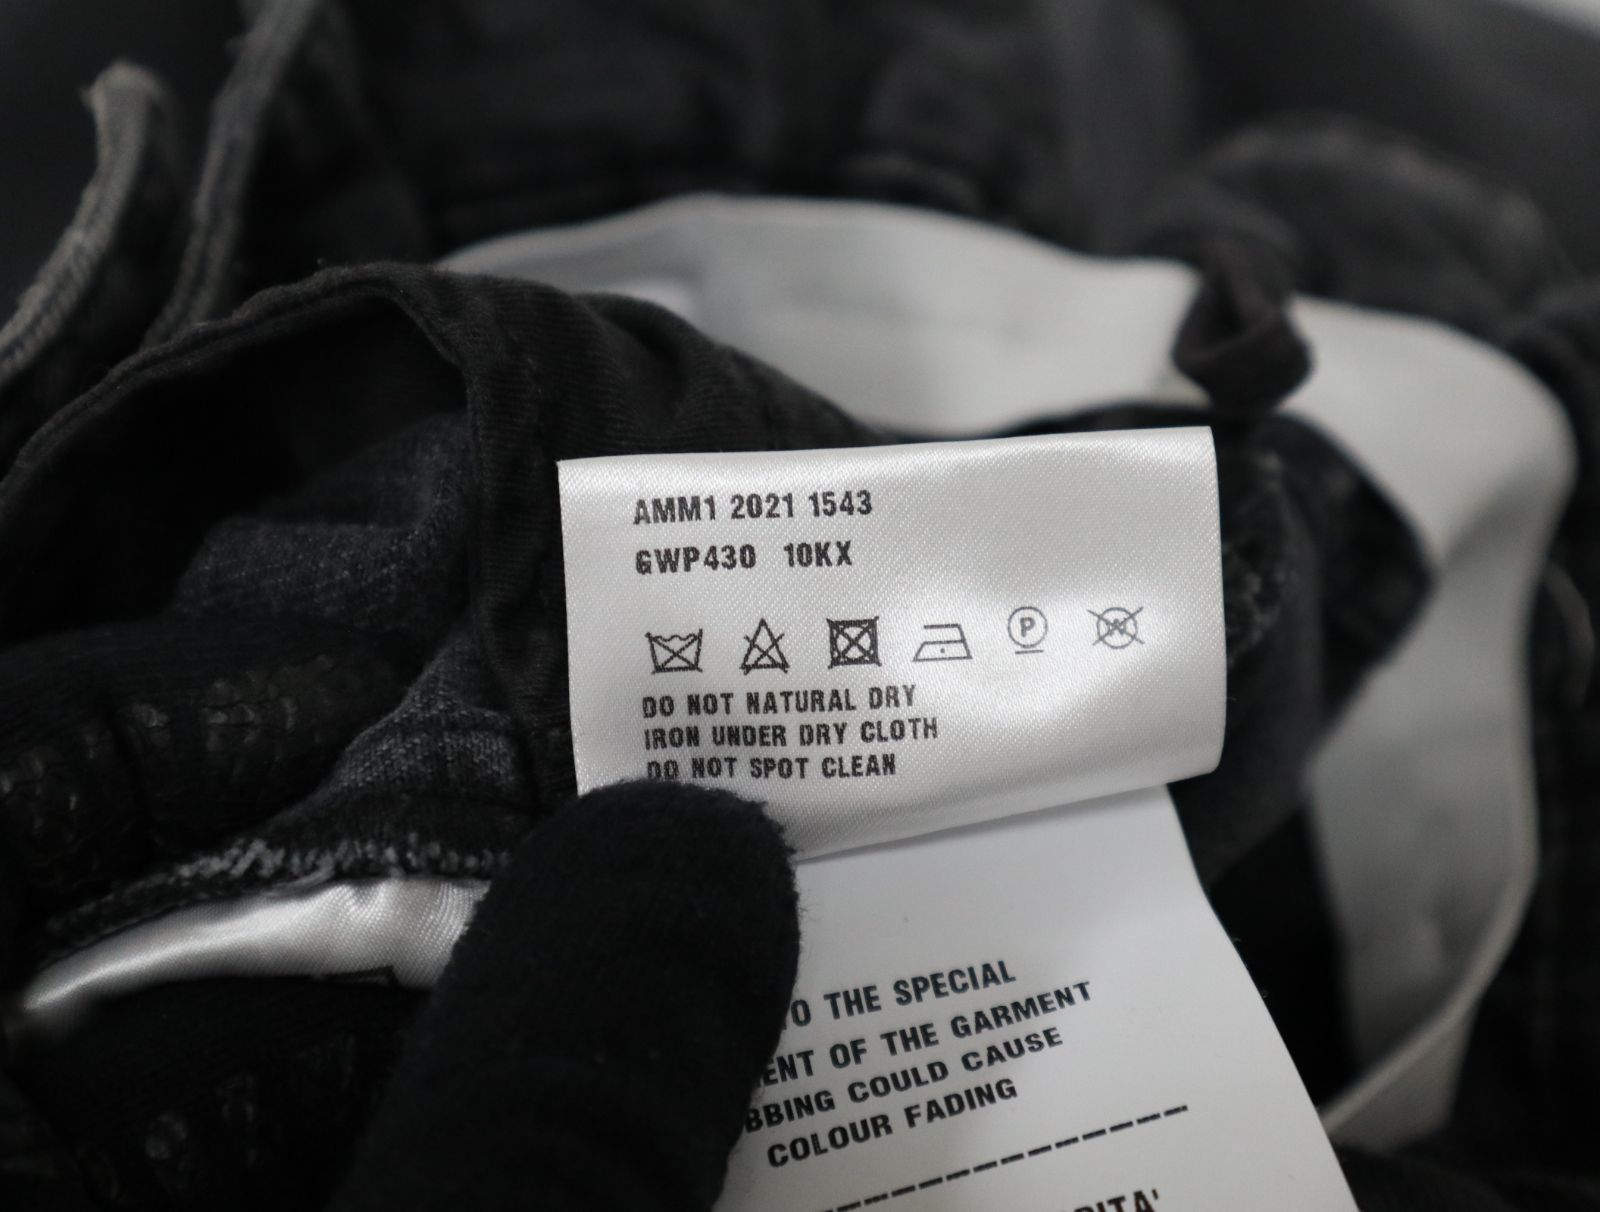 AMM1 2021 1543
GWP430 10KX
P
W
DO NOT NATURAL DRY
IRON UNDER DRY CLOTH
DO NOT SPOT CLEAN
TO THE SPECIAL
OF THE GARMENT
COULD CAUSE
COLOUR FADING